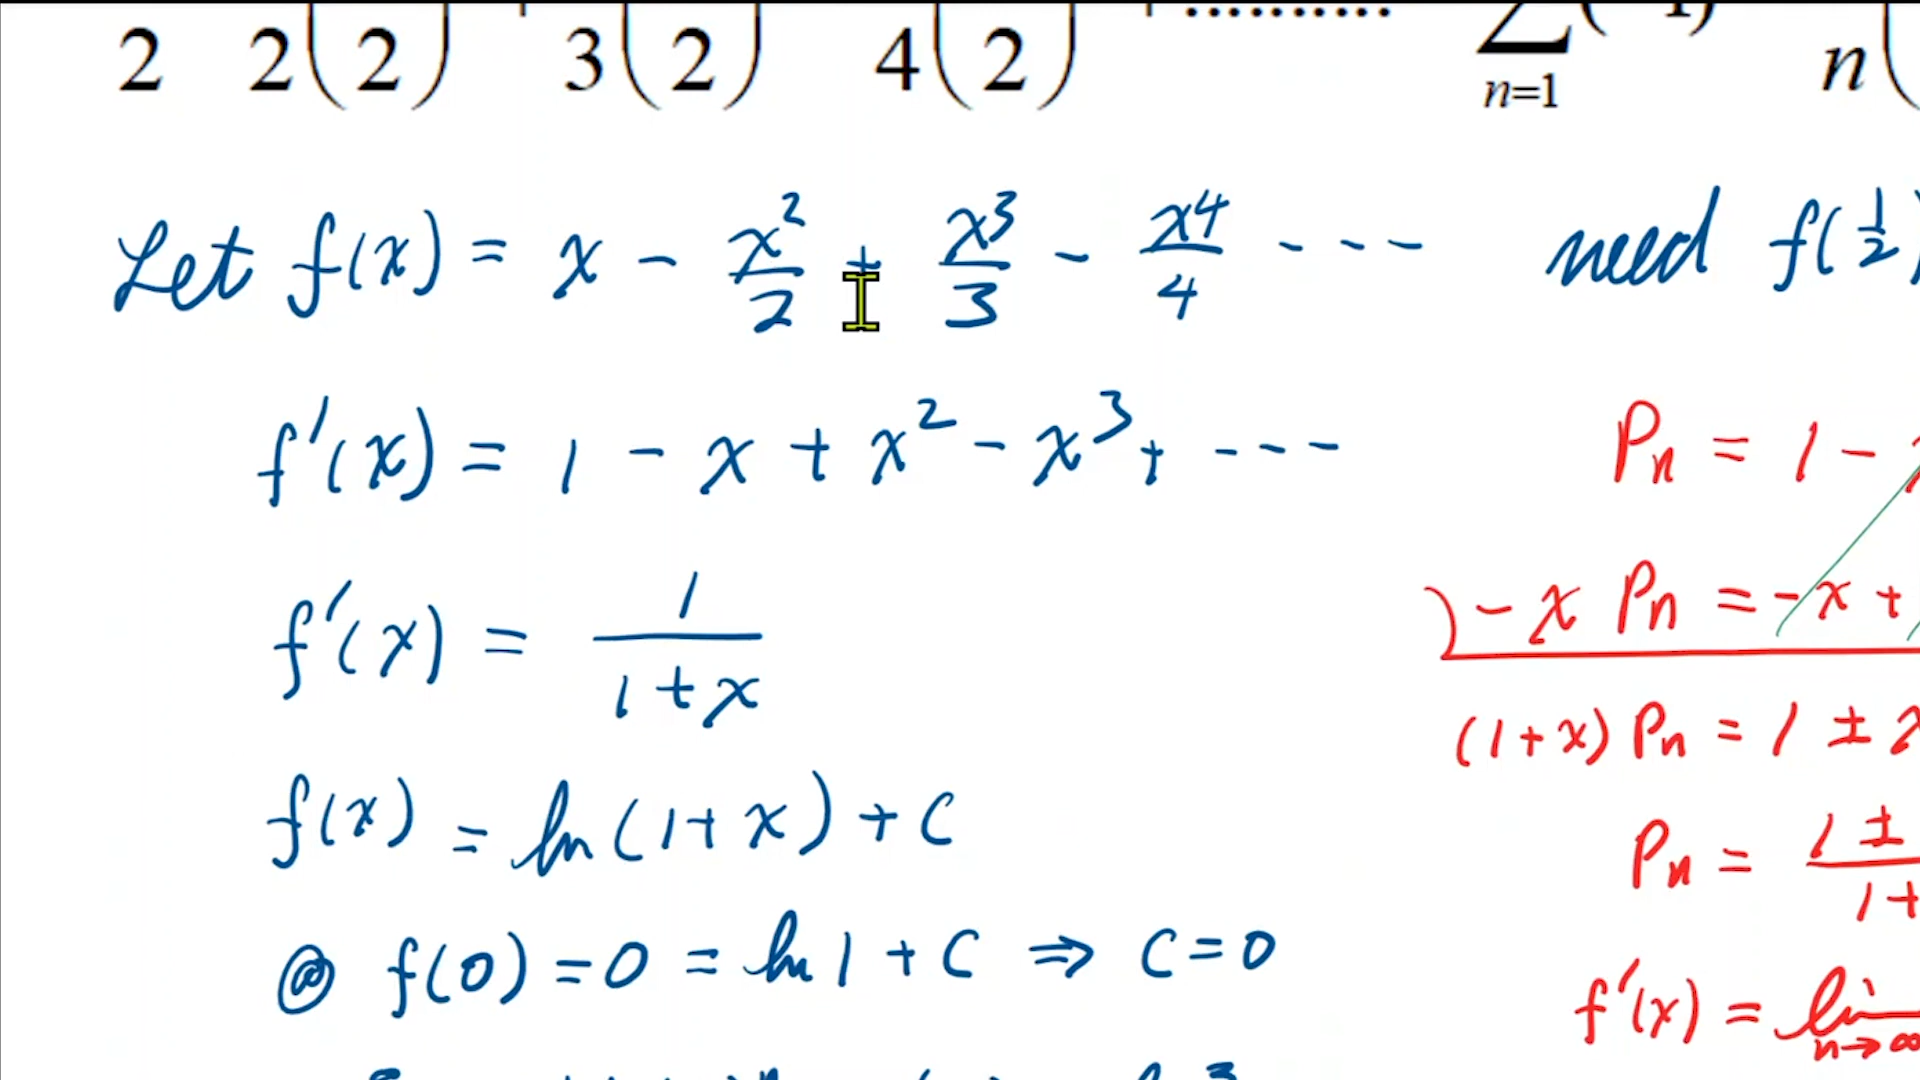 2 2(2) 3(2) 4(2) + .......... ∑ n=1 (-1) n(
Let f(x) = x - x²/2 + x³/3 - x⁴/4 - - - - need f(1/2)
f'(x) = 1 - x + x² - x³ + - - -
Pn = 1 -
f'(x) = 1/(1+x)
) - x Pn = - x +
(1+x) Pn = 1 ±
f(x) = ln(1+x) + C
Pn = 1 ± / 1+
@ f(0) = 0 = ln 1 + C ⇒ C = 0
f'(x) = lim n→∞